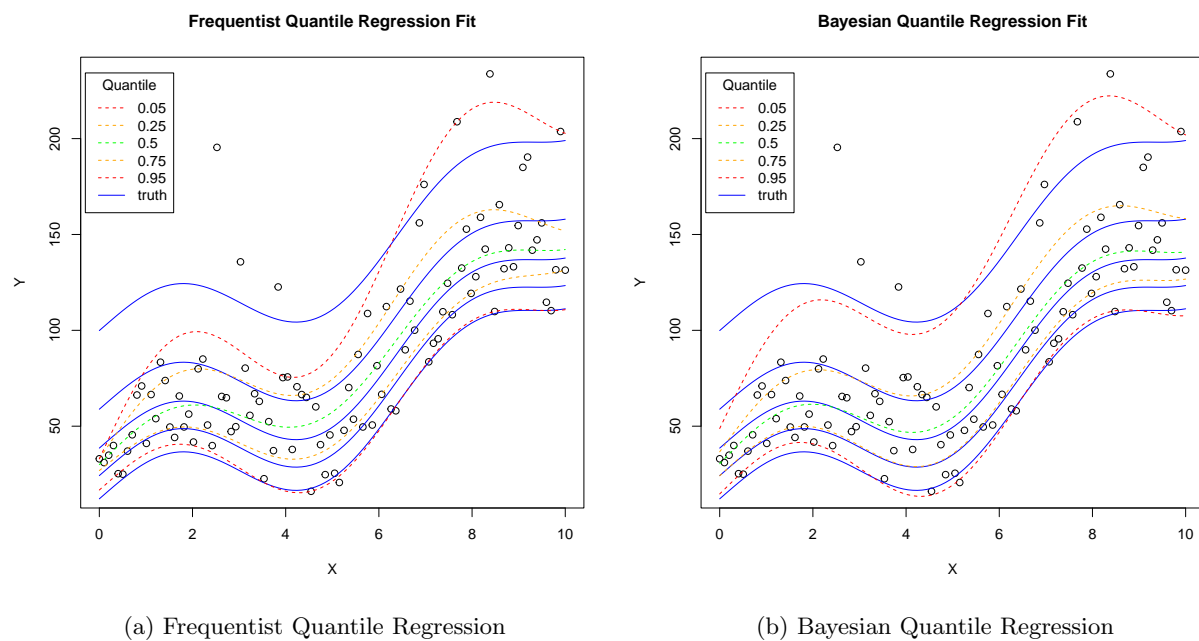 Frequentist Quantile Regression Fit
Quantile
0.05
0.25
0.5
0.75
0.95
truth
Y
200
150
100
50
0 2 4 6 8 10
X
(a) Frequentist Quantile Regression
Bayesian Quantile Regression Fit
Quantile
0.05
0.25
0.5
0.75
0.95
truth
Y
200
150
100
50
0 2 4 6 8 10
X
(b) Bayesian Quantile Regression